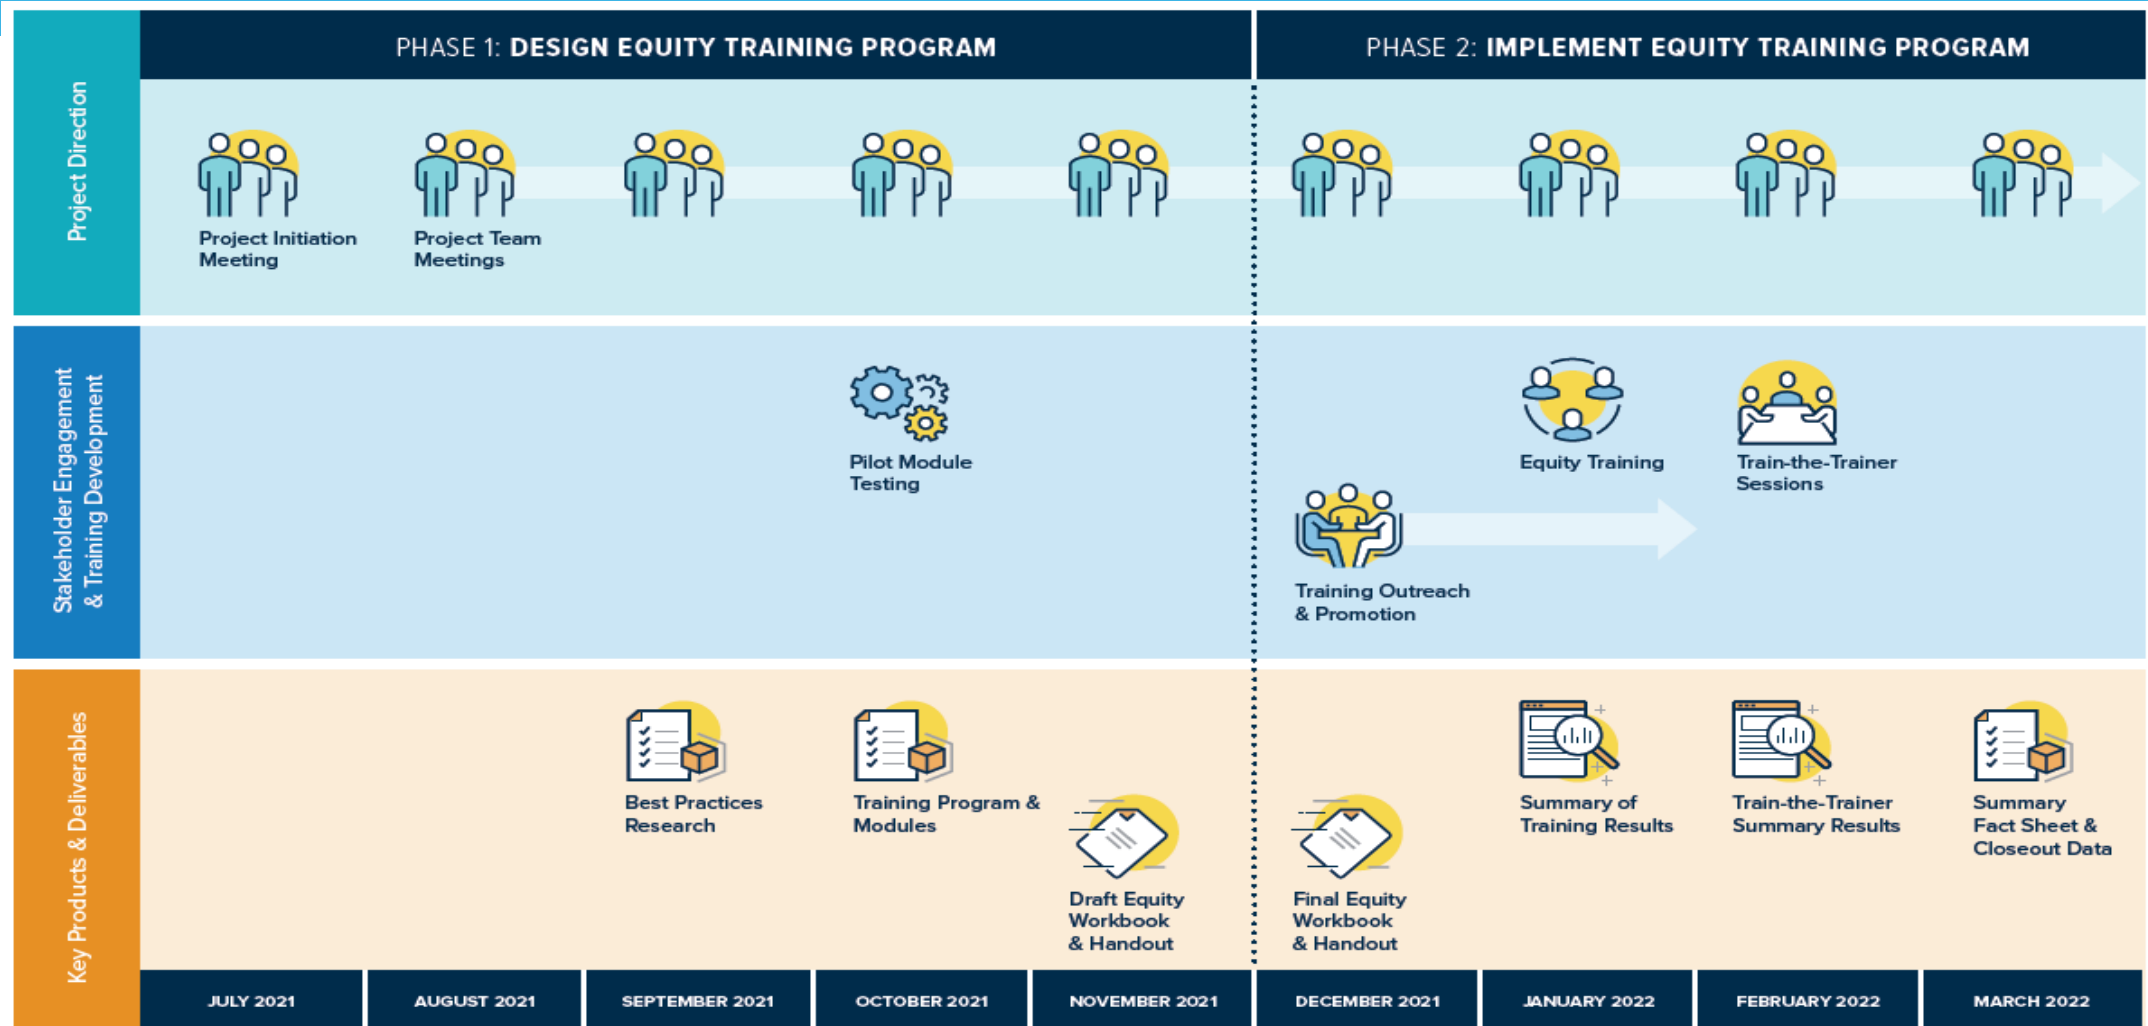 PHASE 1: DESIGN EQUITY TRAINING PROGRAM
PHASE 2: IMPLEMENT EQUITY TRAINING PROGRAM
Project Direction
Project Initiation
Meeting
Project Team
Meetings
Stakeholder Engagement
& Training Development
Pilot Module
Testing
Training Outreach
& Promotion
Equity Training
Train-the-Trainer
Sessions
Key Products & Deliverables
Best Practices
Research
Training Program &
Modules
Draft Equity
Workbook
& Handout
Final Equity
Workbook
& Handout
Summary of
Training Results
Train-the-Trainer
Summary Results
Summary
Fact Sheet &
Closeout Data
JULY 2021
AUGUST 2021
SEPTEMBER 2021
OCTOBER 2021
NOVEMBER 2021
DECEMBER 2021
JANUARY 2022
FEBRUARY 2022
MARCH 2022